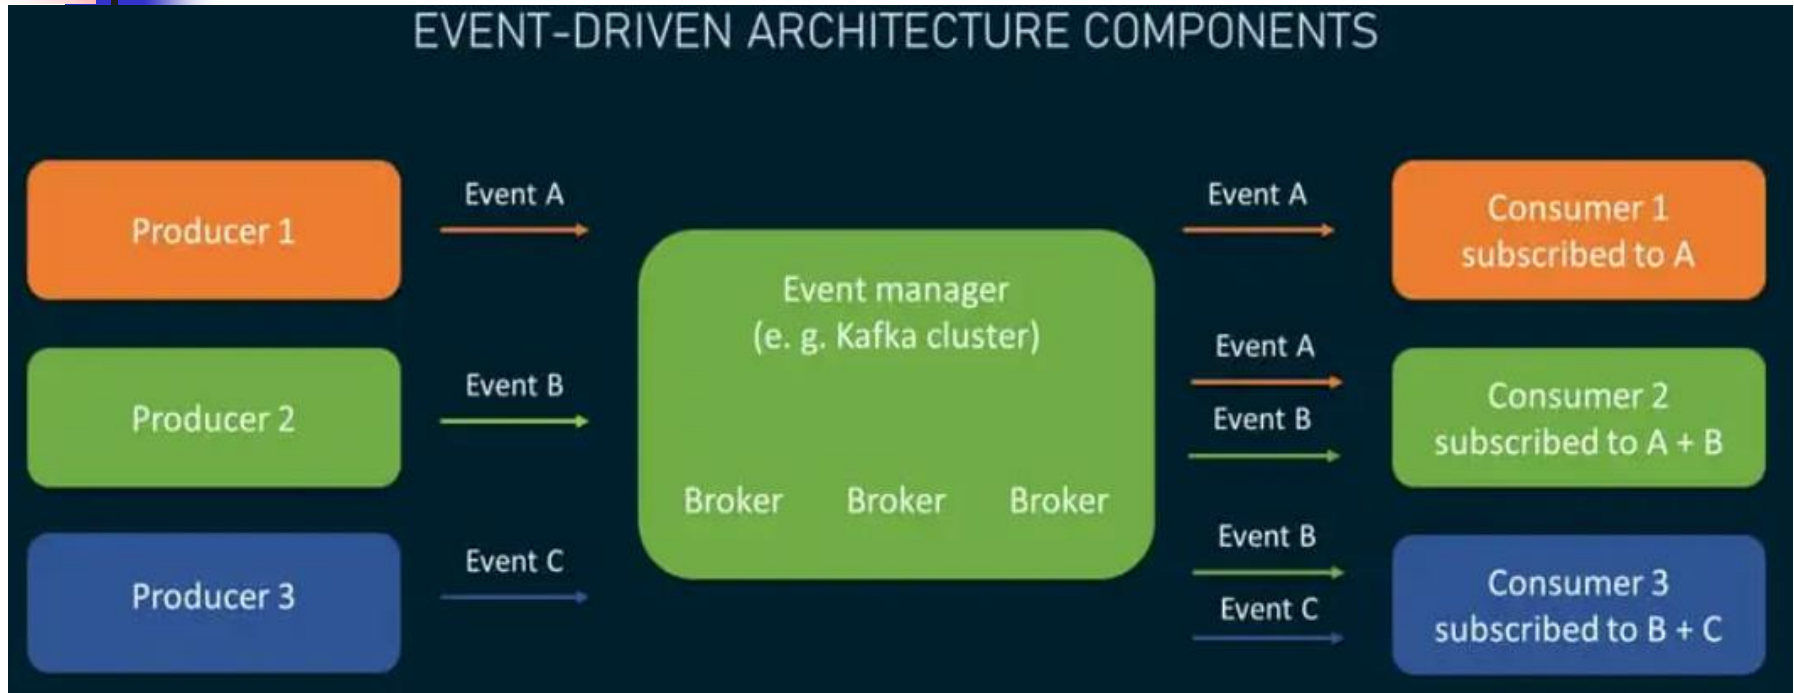 EVENT-DRIVEN ARCHITECTURE COMPONENTS
Producer 1
Event A
Producer 2
Event B
Producer 3
Event C
Event manager
(e. g. Kafka cluster)
Broker Broker Broker
Event A
Consumer 1
subscribed to A
Event A
Event B
Consumer 2
subscribed to A + B
Event B
Event C
Consumer 3
subscribed to B + C